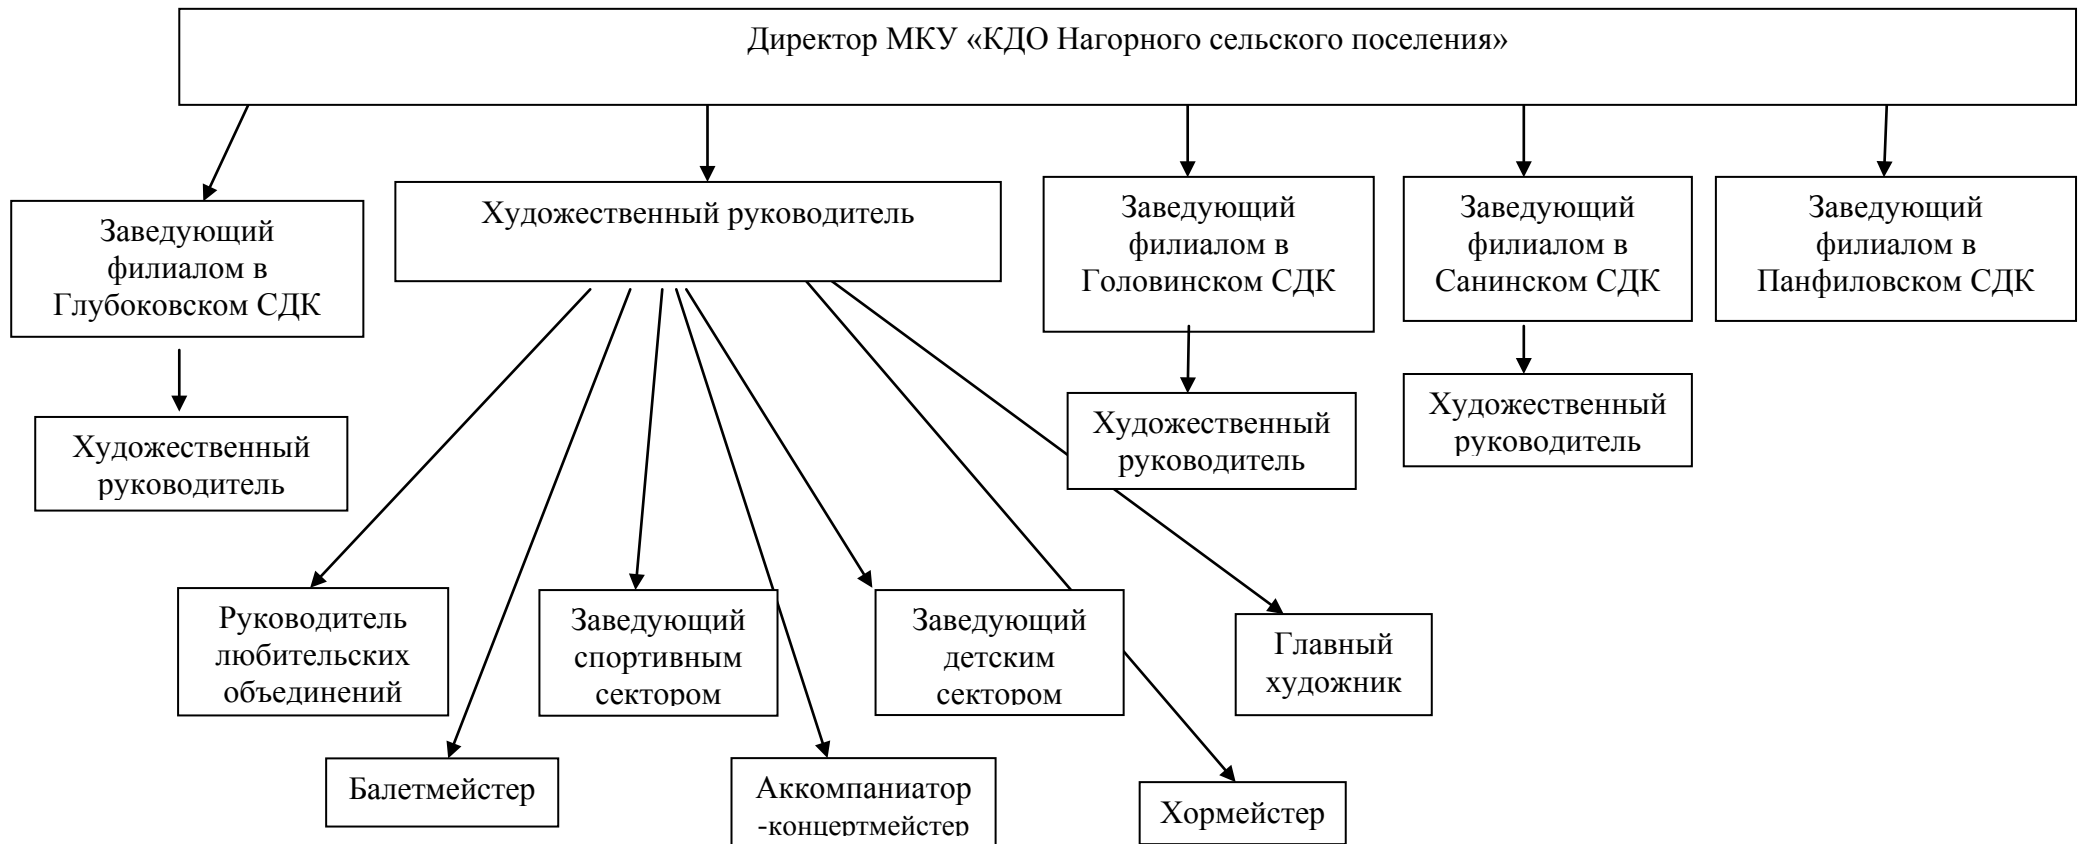 Директор МКУ «КДО Нагорного сельского поселения»
Заведующий
филиалом в
Глубоковском СДК
Художественный руководитель
Заведующий
филиалом в
Головинском СДК
Заведующий
филиалом в
Санинском СДК
Заведующий
филиалом в
Панфиловском СДК
Художественный
руководитель
Художественный
руководитель
Художественный
руководитель
Руководитель
любительских
объединений
Заведующий
спортивным
сектором
Заведующий
детским
сектором
Главный
художник
Балетмейстер
Аккомпаниатор
-концертмейстер
Хормейстер